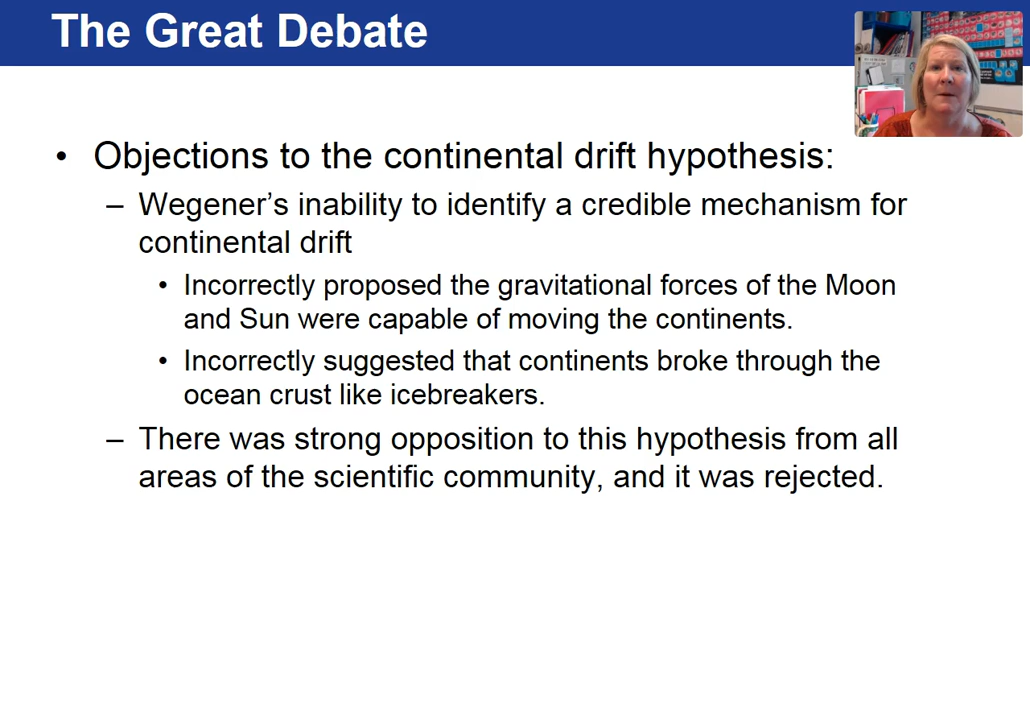 The Great Debate
• Objections to the continental drift hypothesis:
– Wegener’s inability to identify a credible mechanism for
continental drift
• Incorrectly proposed the gravitational forces of the Moon
and Sun were capable of moving the continents.
• Incorrectly suggested that continents broke through the
ocean crust like icebreakers.
– There was strong opposition to this hypothesis from all
areas of the scientific community, and it was rejected.